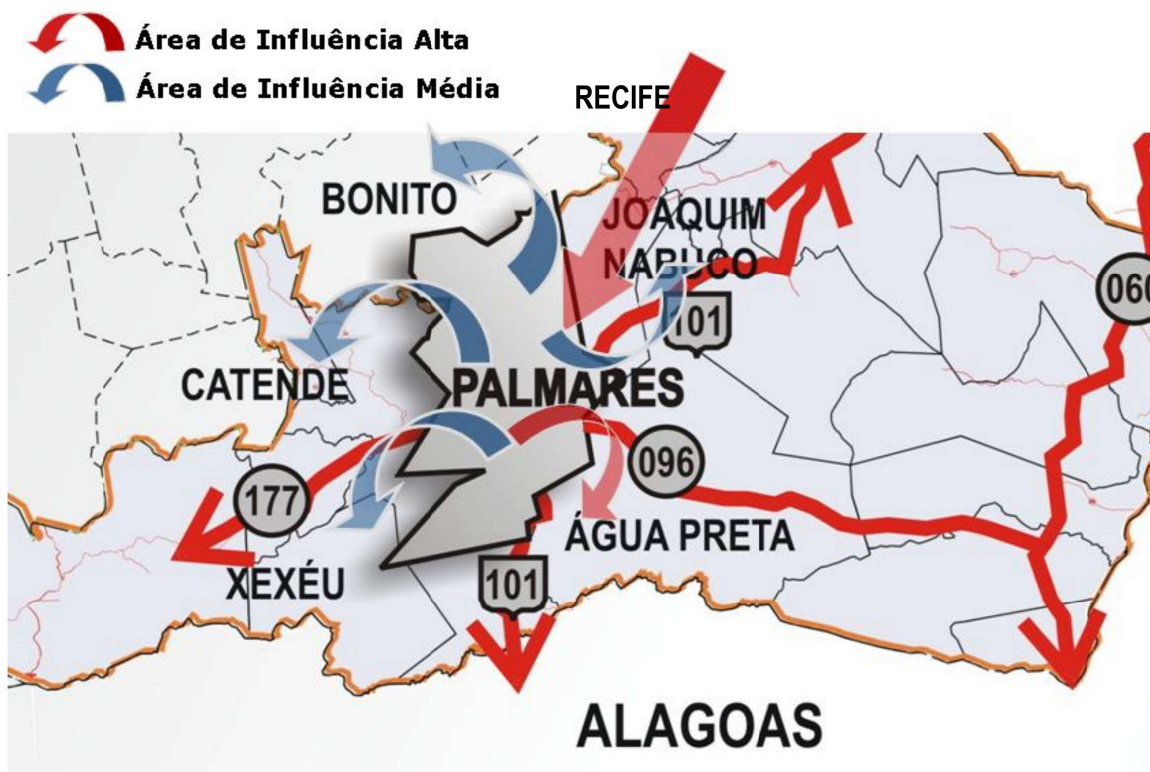 Área de Influência Alta
Área de Influência Média
RECIFE
BONITO
JOAQUIM
NABUCO
060
101
CATENDE
PALMARES
096
177
ÁGUA PRETA
XEXÉU
101
ALAGOAS